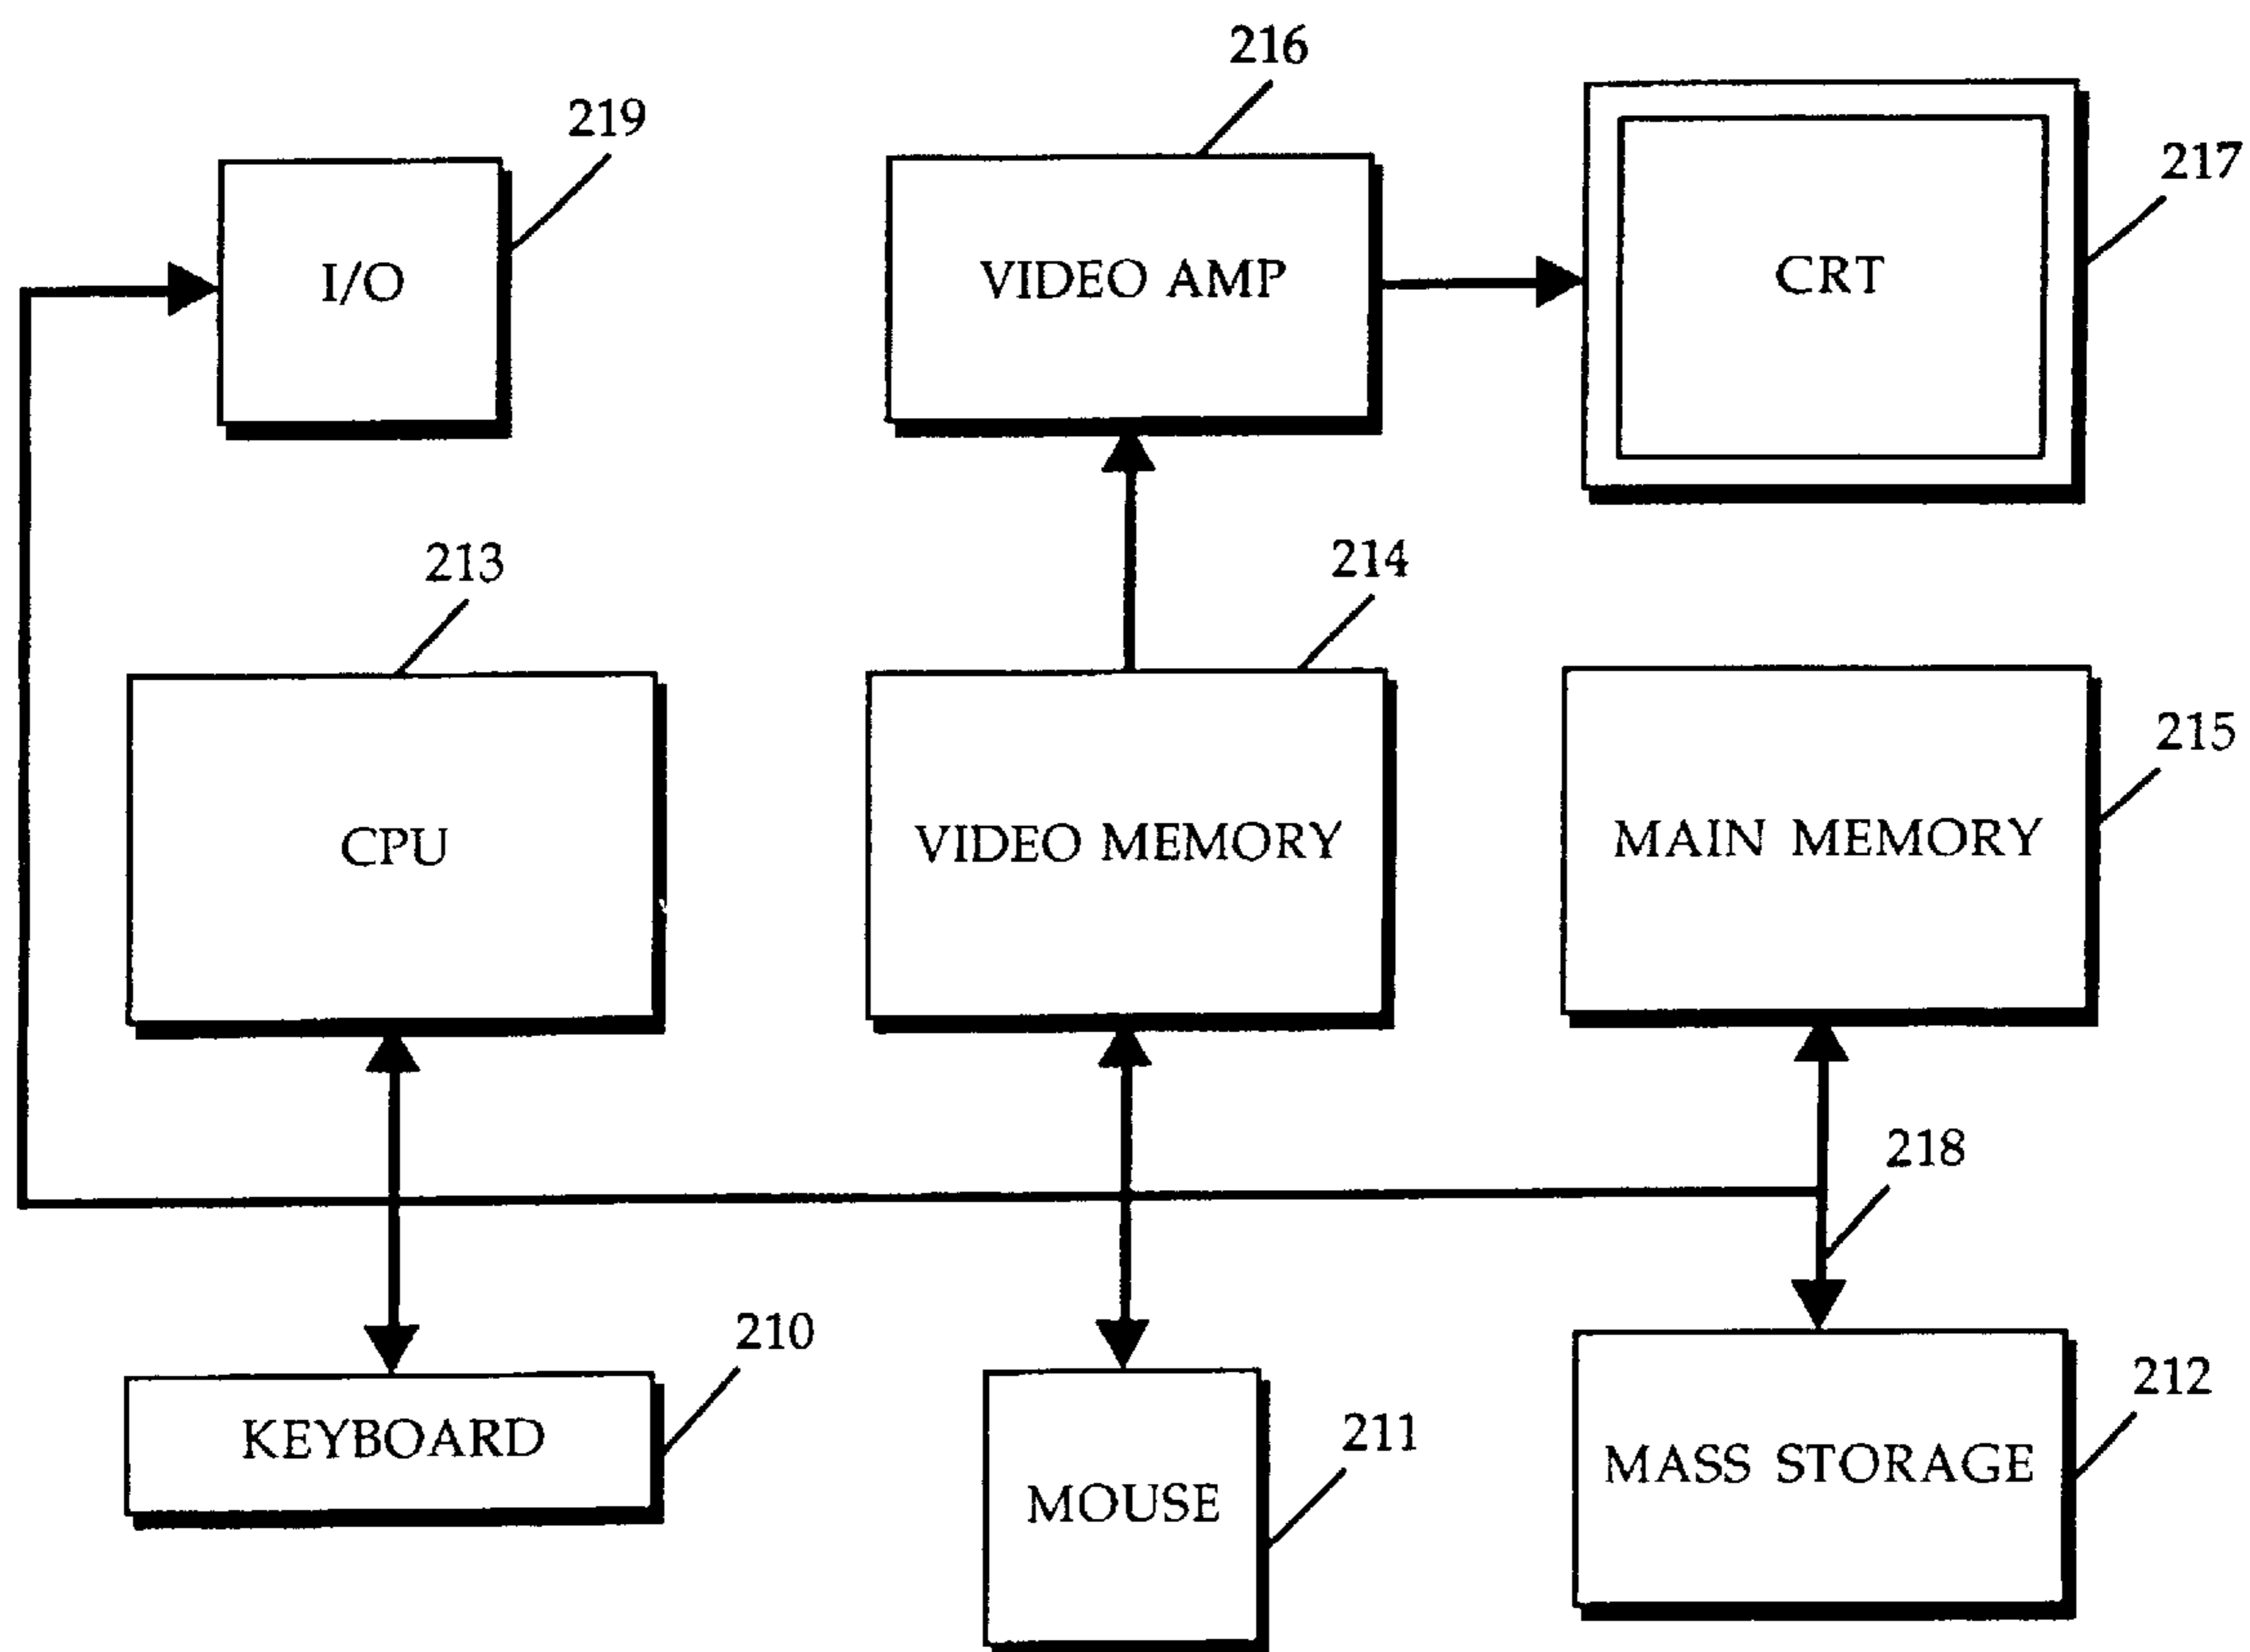 216
219
217
I/O
VIDEO AMP
CRT
213
214
215
CPU
VIDEO MEMORY
MAIN MEMORY
218
210
212
KEYBOARD
211
MASS STORAGE
MOUSE